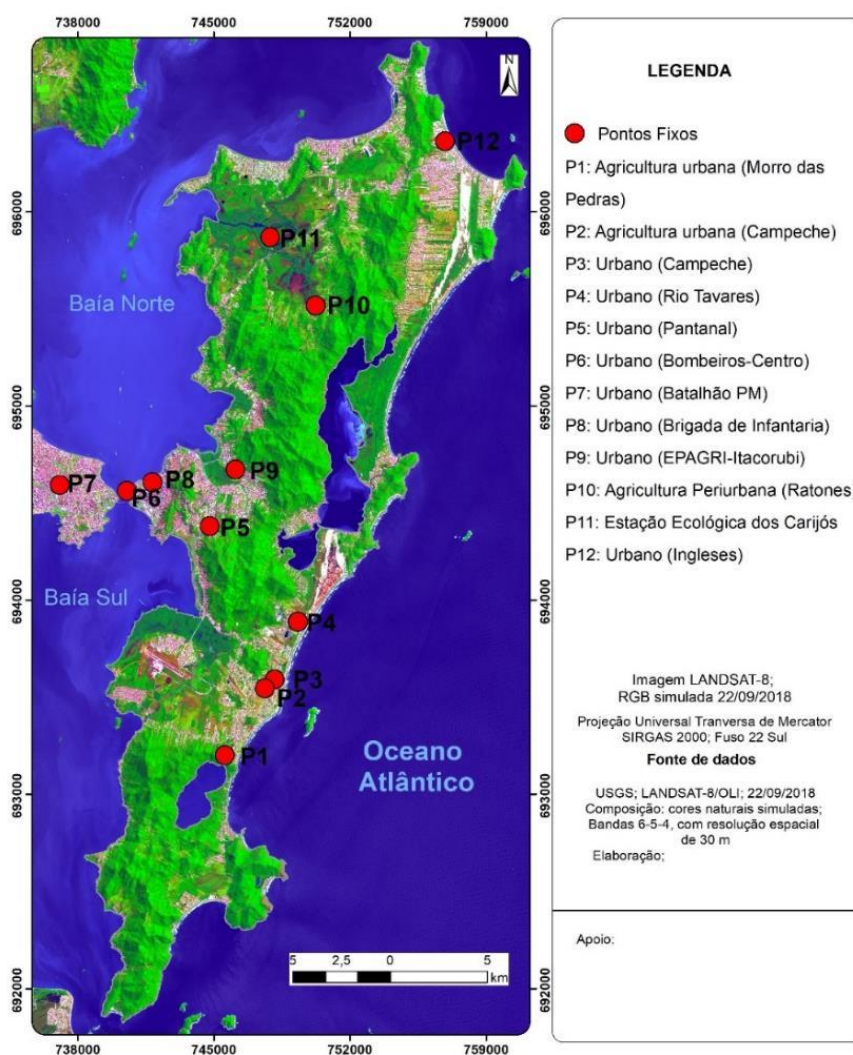 738000 745000 752000 759000
N
696000
695000
694000
693000
692000
P12
P11
P10
Baía Norte
P9
P8
P7
P6
P5
Baía Sul
P4
P3
P2
P1
Oceano
Atlântico
5 2,5 0 5
km
696000
695000
694000
693000
692000
738000 745000 752000 759000
LEGENDA
Pontos Fixos
P1: Agricultura urbana (Morro das
Pedras)
P2: Agricultura urbana (Campeche)
P3: Urbano (Campeche)
P4: Urbano (Rio Tavares)
P5: Urbano (Pantanal)
P6: Urbano (Bombeiros-Centro)
P7: Urbano (Batalhão PM)
P8: Urbano (Brigada de Infantaria)
P9: Urbano (EPAGRI-Itacorubi)
P10: Agricultura Periurbana (Ratones)
P11: Estação Ecológica dos Carijós
P12: Urbano (Ingleses)
Imagem LANDSAT-8;
RGB simulada 22/09/2018
Projeção Universal Tranversa de Mercator
SIRGAS 2000; Fuso 22 Sul
Fonte de dados
USGS; LANDSAT-8/OLI; 22/09/2018
Composição: cores naturais simuladas;
Bandas 6-5-4, com resolução espacial
de 30 m
Elaboração;
Apoio: